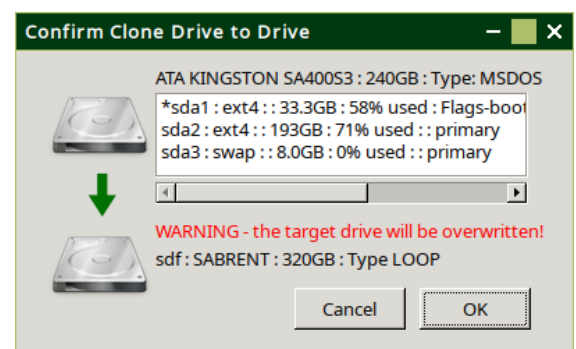 Confirm Clone Drive to Drive
ATA KINGSTON SA400S3 : 240GB : Type: MSDOS
*sda1 : ext4 : : 33.3GB : 58% used : Flags-boot
sda2 : ext4 : : 193GB : 71% used : : primary
sda3 : swap : : 8.0GB : 0% used : : primary
WARNING - the target drive will be overwritten!
sdf : SABRENT : 320GB : Type LOOP
Cancel OK